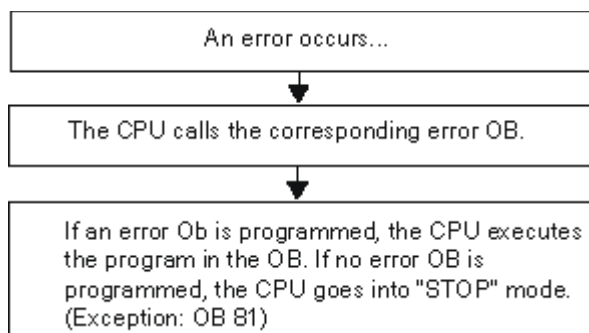 An error occurs...
The CPU calls the corresponding error OB.
If an error Ob is programmed, the CPU executes
the program in the OB. If no error OB is
programmed, the CPU goes into "STOP" mode.
(Exception: OB 81)